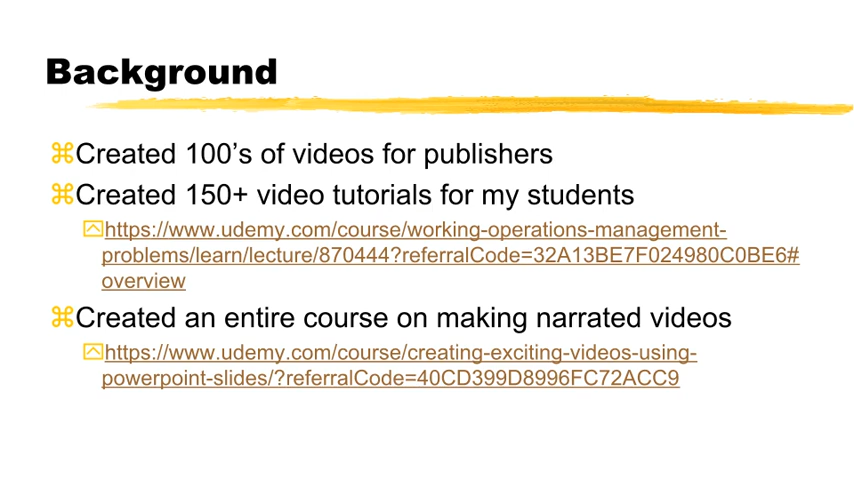 Background
⌘Created 100’s of videos for publishers
⌘Created 150+ video tutorials for my students
https://www.udemy.com/course/working-operations-management-
problems/learn/lecture/870444?referralCode=32A13BE7F024980C0BE6#
overview
⌘Created an entire course on making narrated videos
https://www.udemy.com/course/creating-exciting-videos-using-
powerpoint-slides/?referralCode=40CD399D8996FC72ACC9